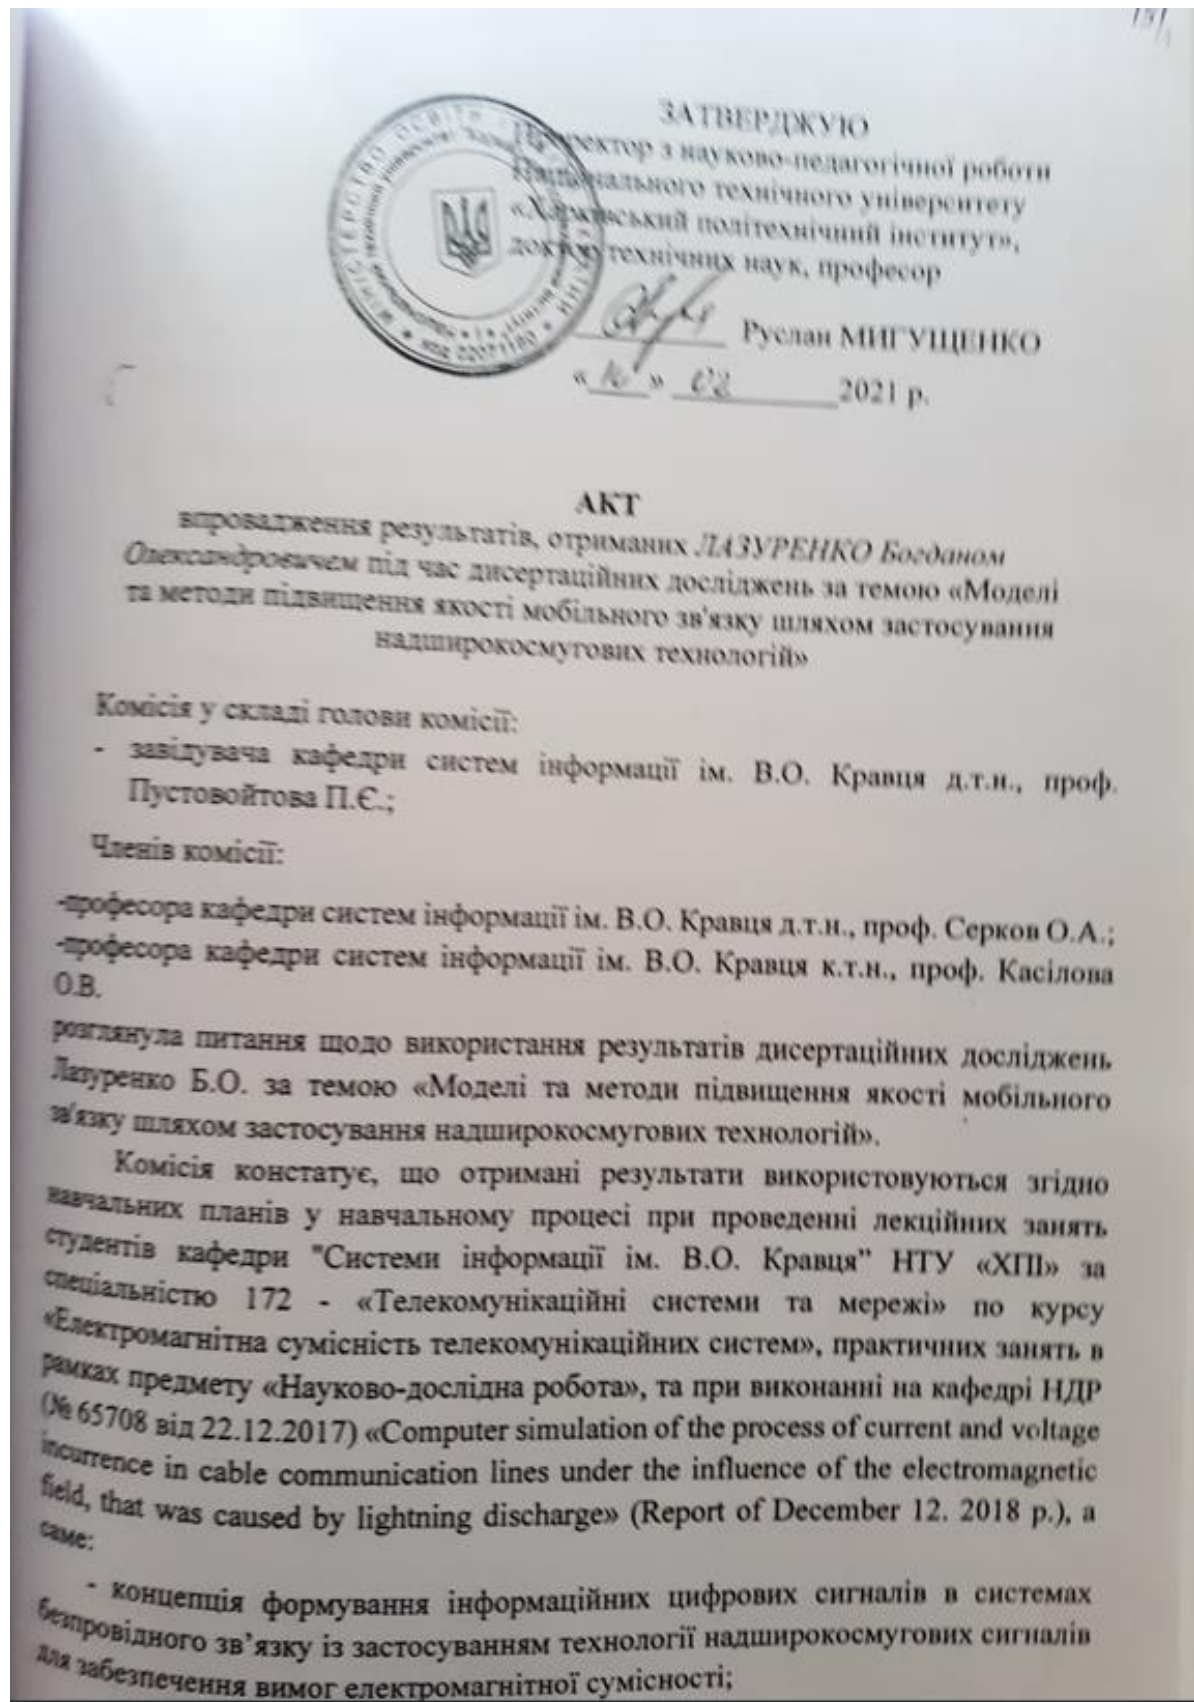 ЗАТВЕРДЖУЮ
Проректор з науково-педагогічної роботи
Національного технічного університету
«Харківський політехнічний інститут»,
доктор технічних наук, професор
Руслан МИГУЩЕНКО
«16» 02 2021 р.
АКТ
впровадження результатів, отриманих ЛАЗУРЕНКО Богданом
Олександровичем під час дисертаційних досліджень за темою «Моделі
та методи підвищення якості мобільного зв'язку шляхом застосування
надширокосмугових технологій»
Комісія у складі голови комісії:
- завідувача кафедри систем інформації ім. В.О. Кравця д.т.н., проф.
Пустовойтова П.Є.;
Членів комісії:
-професора кафедри систем інформації ім. В.О. Кравця д.т.н., проф. Серков О.А.;
-професора кафедри систем інформації ім. В.О. Кравця к.т.н., проф. Касілова
О.В.
розглянула питання щодо використання результатів дисертаційних досліджень
Лазуренко Б.О. за темою «Моделі та методи підвищення якості мобільного
зв'язку шляхом застосування надширокосмугових технологій».
Комісія констатує, що отримані результати використовуються згідно
навчальних планів у навчальному процесі при проведенні лекційних занять
студентів кафедри "Системи інформації ім. В.О. Кравця" НТУ «ХПІ» за
спеціальністю 172 - «Телекомунікаційні системи та мережі» по курсу
«Електромагнітна сумісність телекомунікаційних систем», практичних занять в
рамках предмету «Науково-дослідна робота», та при виконанні на кафедрі НДР
(№ 65708 від 22.12.2017) «Computer simulation of the process of current and voltage
incurrence in cable communication lines under the influence of the electromagnetic
field, that was caused by lightning discharge» (Report of December 12. 2018 р.), а
саме:
- концепція формування інформаційних цифрових сигналів в системах
безпровідного зв’язку із застосуванням технології надширокосмугових сигналів
для забезпечення вимог електромагнітної сумісності;